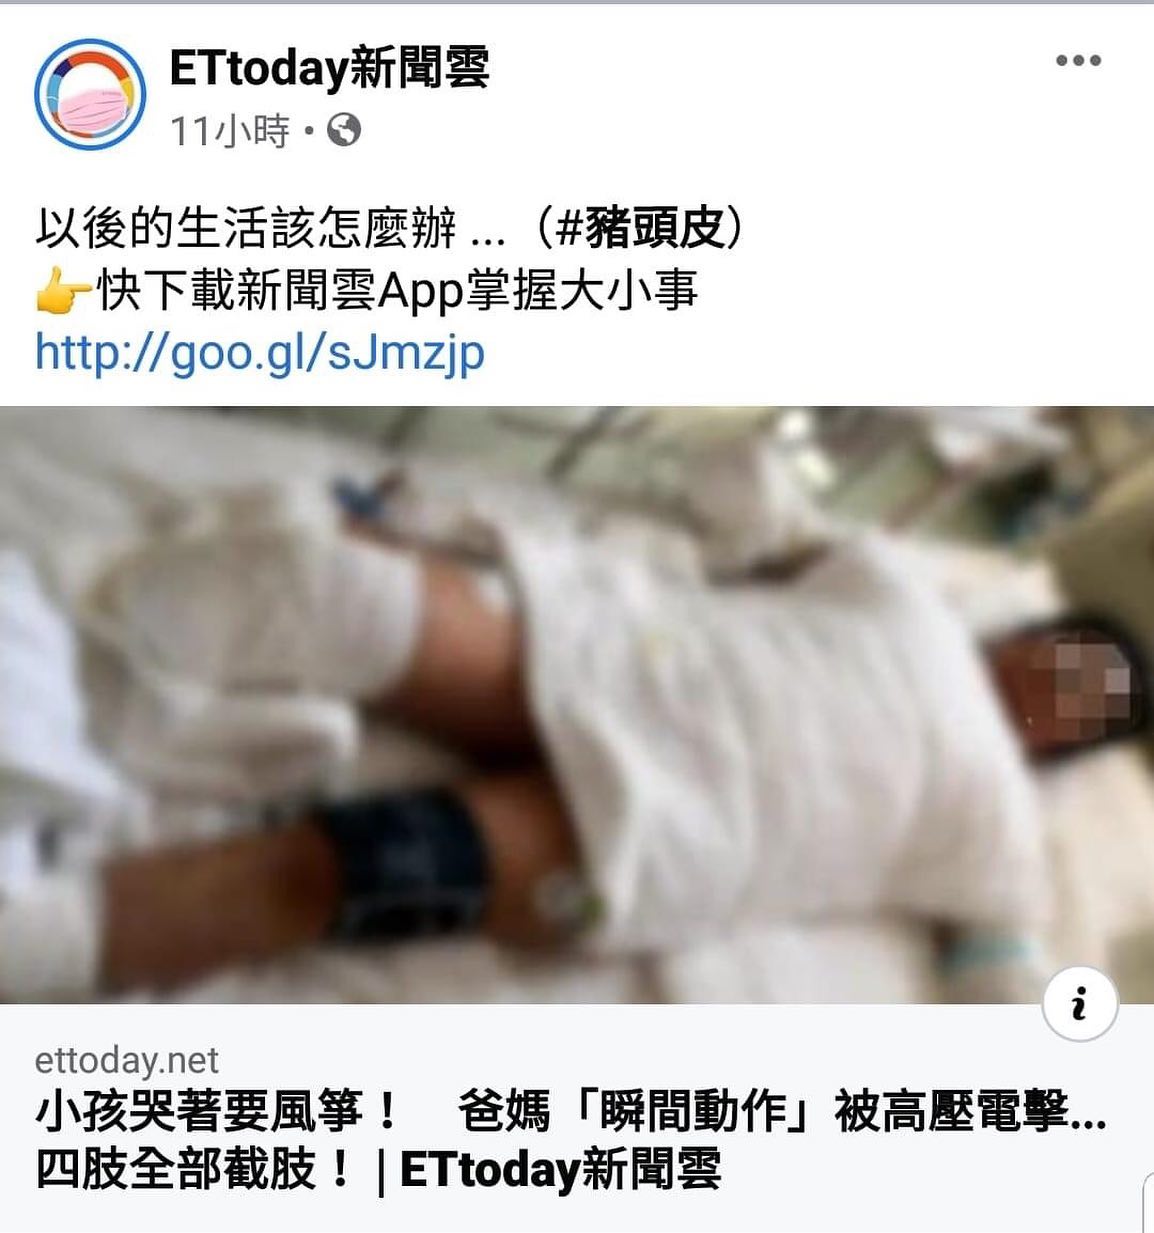 ETtoday新聞雲
11小時 •
以後的生活該怎麼辦 ...（#豬頭皮）
👉快下載新聞雲App掌握大小事
http://goo.gl/sJmzjp
i
ettoday.net
小孩哭著要風箏！　爸媽「瞬間動作」被高壓電擊...
四肢全部截肢！ | ETtoday新聞雲